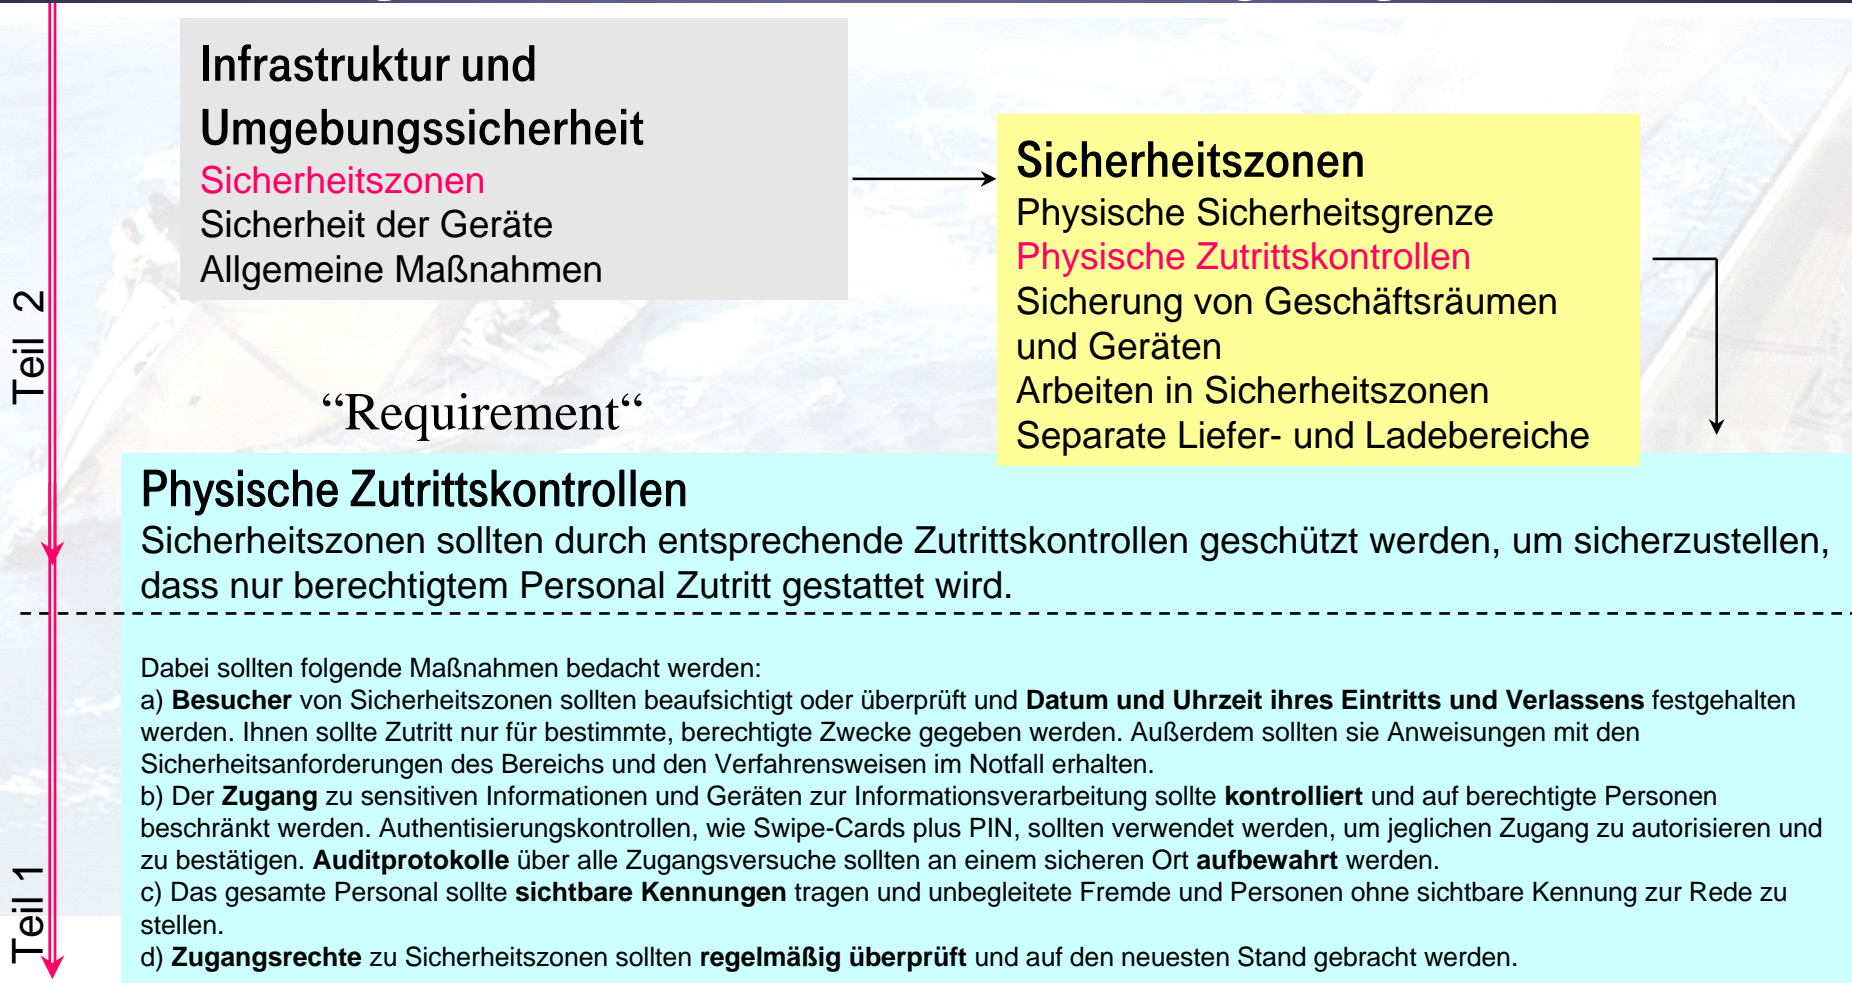 Infrastruktur und
Umgebungssicherheit
Sicherheitszonen
Sicherheit der Geräte
Allgemeine Maßnahmen
Sicherheitszonen
Physische Sicherheitsgrenze
Physische Zutrittskontrollen
Sicherung von Geschäftsräumen
und Geräten
Arbeiten in Sicherheitszonen
Separate Liefer- und Ladebereiche
Teil 2
“Requirement“
Physische Zutrittskontrollen
Sicherheitszonen sollten durch entsprechende Zutrittskontrollen geschützt werden, um sicherzustellen,
dass nur berechtigtem Personal Zutritt gestattet wird.
Dabei sollten folgende Maßnahmen bedacht werden:
a) Besucher von Sicherheitszonen sollten beaufsichtigt oder überprüft und Datum und Uhrzeit ihres Eintritts und Verlassens festgehalten
werden. Ihnen sollte Zutritt nur für bestimmte, berechtigte Zwecke gegeben werden. Außerdem sollten sie Anweisungen mit den
Sicherheitsanforderungen des Bereichs und den Verfahrensweisen im Notfall erhalten.
b) Der Zugang zu sensitiven Informationen und Geräten zur Informationsverarbeitung sollte kontrolliert und auf berechtigte Personen
beschränkt werden. Authentisierungskontrollen, wie Swipe-Cards plus PIN, sollten verwendet werden, um jeglichen Zugang zu autorisieren und
zu bestätigen. Auditprotokolle über alle Zugangsversuche sollten an einem sicheren Ort aufbewahrt werden.
c) Das gesamte Personal sollte sichtbare Kennungen tragen und unbegleitete Fremde und Personen ohne sichtbare Kennung zur Rede zu
stellen.
d) Zugangsrechte zu Sicherheitszonen sollten regelmäßig überprüft und auf den neuesten Stand gebracht werden.
Teil 1